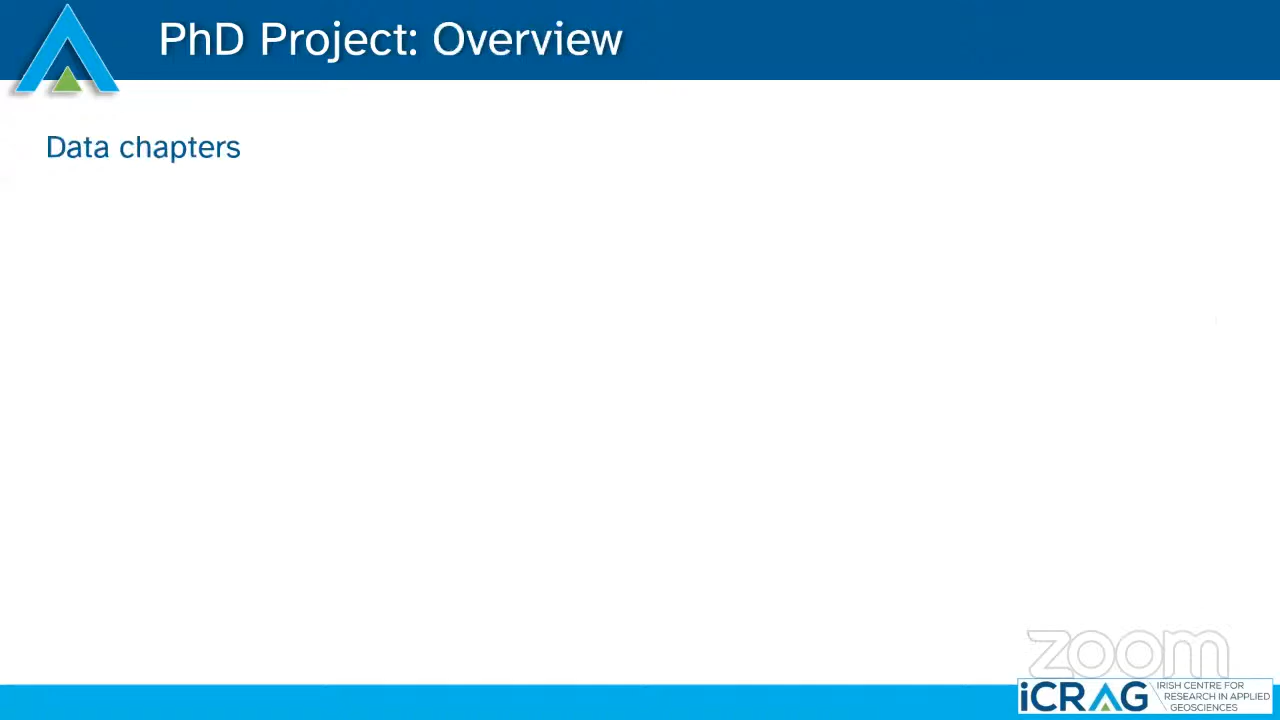 PhD Project: Overview
Data chapters
zoom
iCRAG
IRISH CENTRE FOR
RESEARCH IN APPLIED
GEOSCIENCES